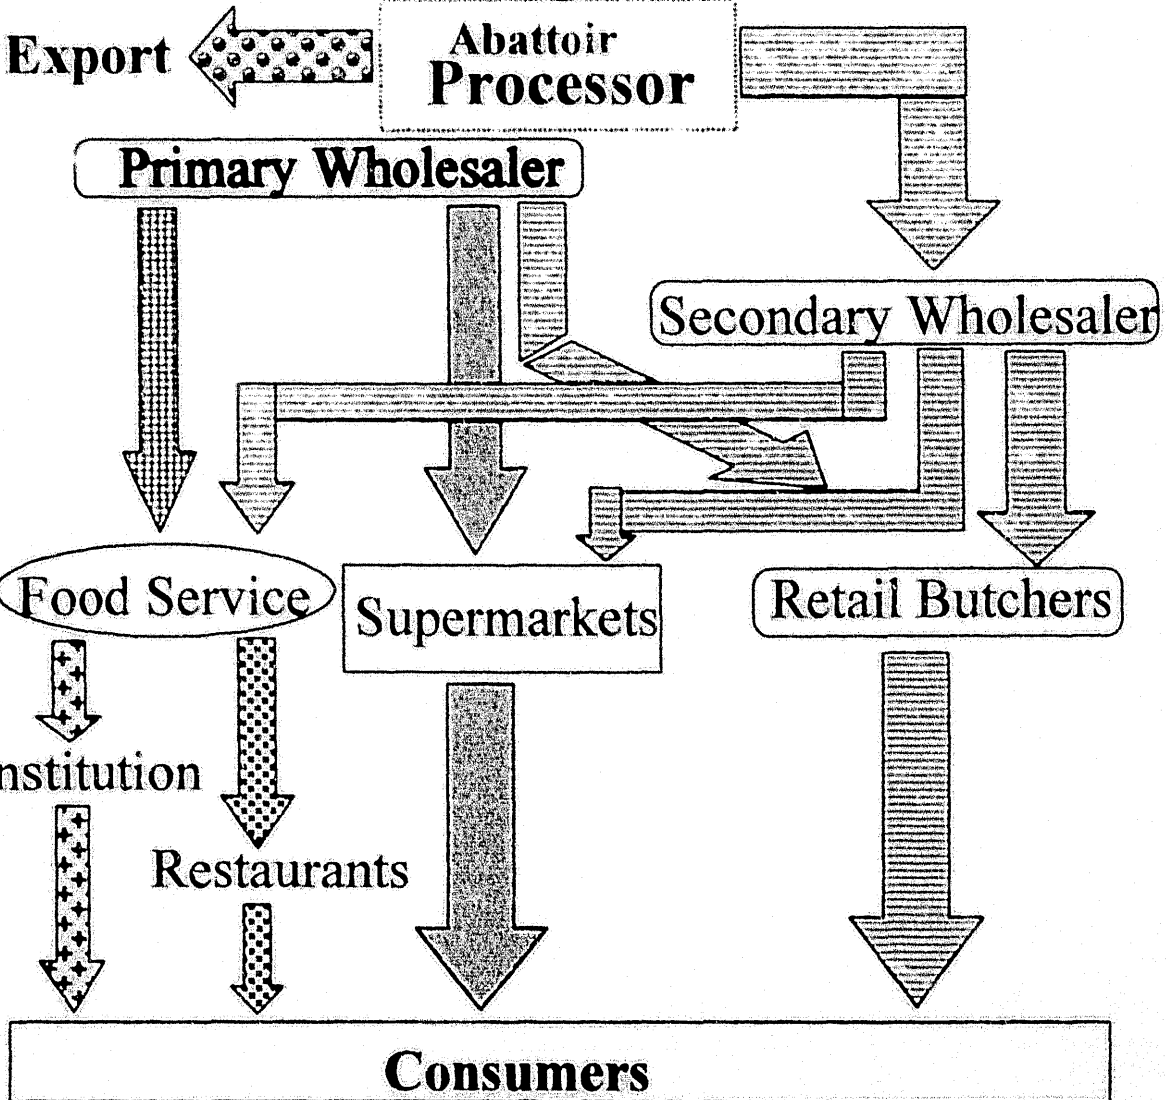 Export
Abattoir
Processor
Primary Wholesaler
Secondary Wholesaler
Food Service
Supermarkets
Retail Butchers
nstitution
Restaurants
Consumers